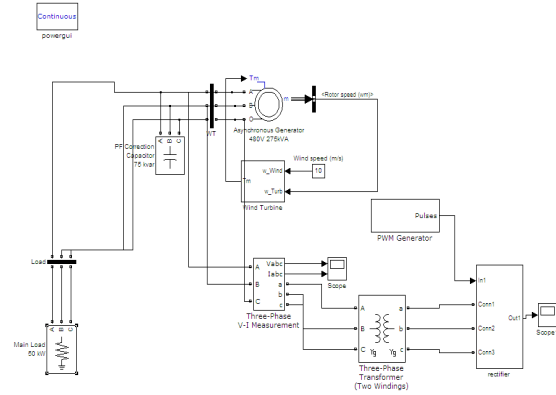 Continuous
powergui
Tm
m
<Rotor speed (wm)>
A
B
C
WT
Asynchronous Generator
480V 275kVA
A B C
PF Correction
Capacitor
75 kvar
Wind speed (m/s)
10
w_Wind
Tm
w_Turb
Wind Turbine
Pulses
PWM Generator
Load
Vabc
Iabc
A
a
B
b
C
c
Scope
Three-Phase
V-I Measurement
A
a
B
b
C
c
Yg
Yg
Three-Phase
Transformer
(Two Windings)
In1
Conn1
Conn2
Conn3
Out1
rectifier
Scope
A B C
Main Load
50 kW